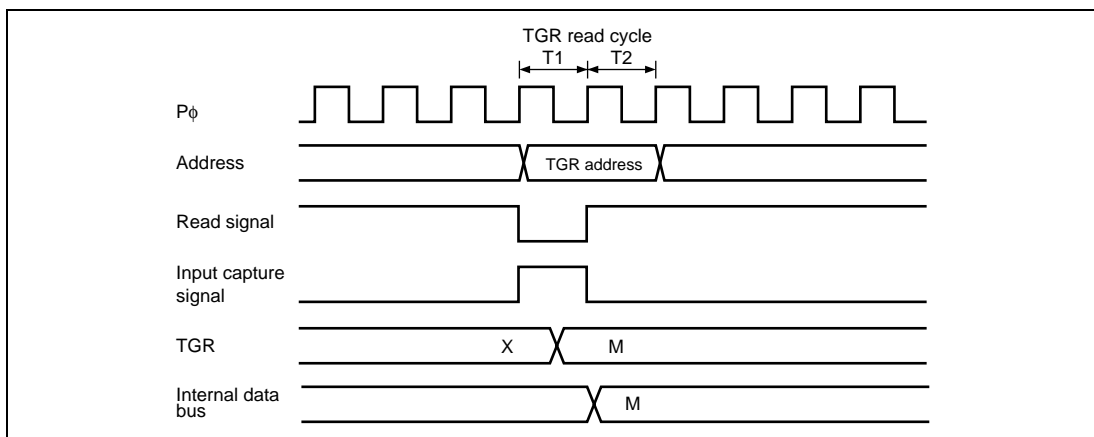 TGR read cycle
T1 T2
Pϕ
Address
TGR address
Read signal
Input capture
signal
TGR
X M
Internal data
bus
M